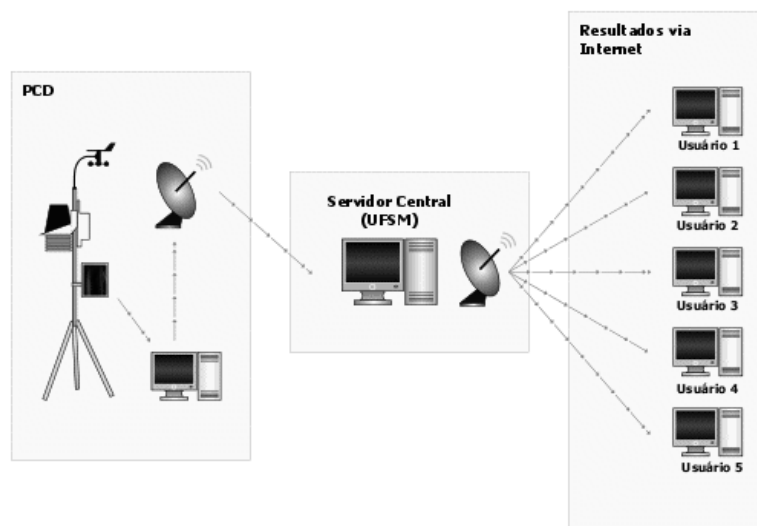 PCD
Servidor Central
(UFSM)
Resultados via
Internet
Usuário 1
Usuário 2
Usuário 3
Usuário 4
Usuário 5